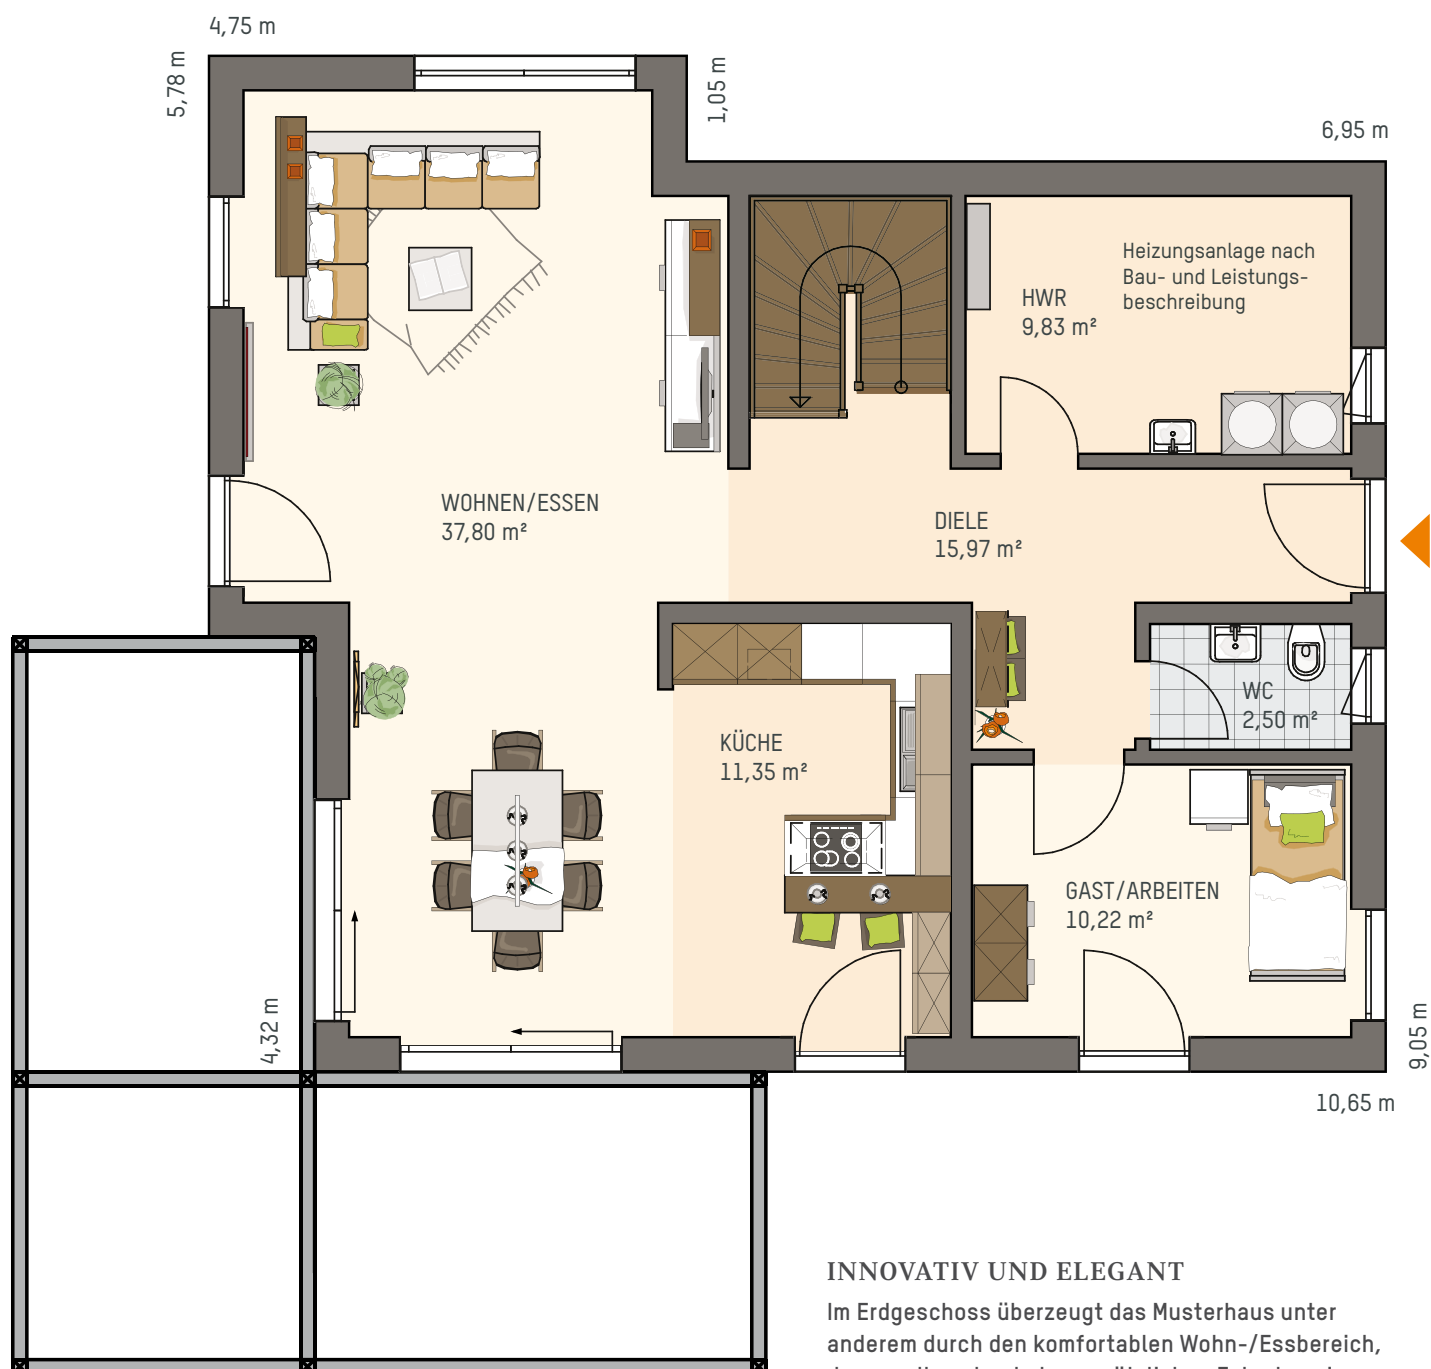 4,75 m
5,78 m
1,05 m
6,95 m
Heizungsanlage nach
Bau- und Leistungs-
beschreibung
HWR
9,83 m²
WOHNEN/ESSEN
37,80 m²
DIELE
15,97 m²
WC
2,50 m²
KÜCHE
11,35 m²
GAST/ARBEITEN
10,22 m²
4,32 m
9,05 m
10,65 m
INNOVATIV UND ELEGANT
Im Erdgeschoss überzeugt das Musterhaus unter
anderem durch den komfortablen Wohn-/Essbereich,